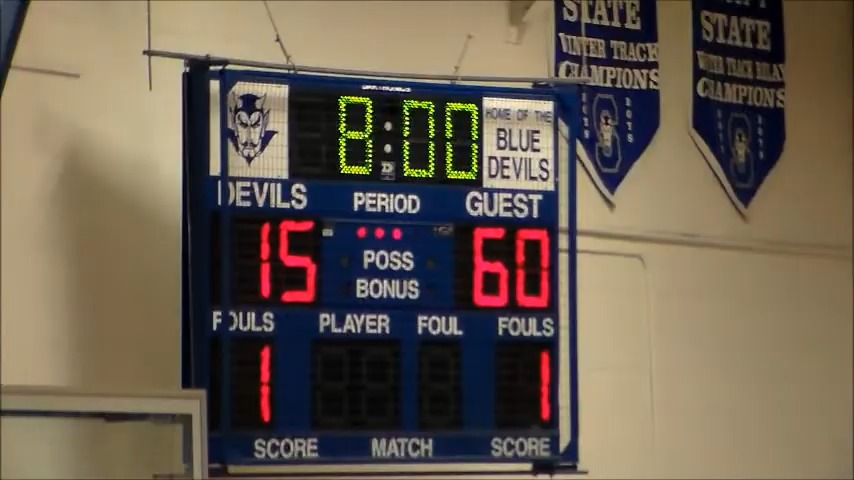 STATE
WINTER TRACK
CHAMPIONS
STATE
WINTER TRACK RELAY
CHAMPIONS
8:00
HOME OF THE
BLUE
DEVILS
DEVILS
PERIOD
GUEST
15
POSS
BONUS
60
FOULS
PLAYER
FOUL
FOULS
1
1
SCORE
MATCH
SCORE